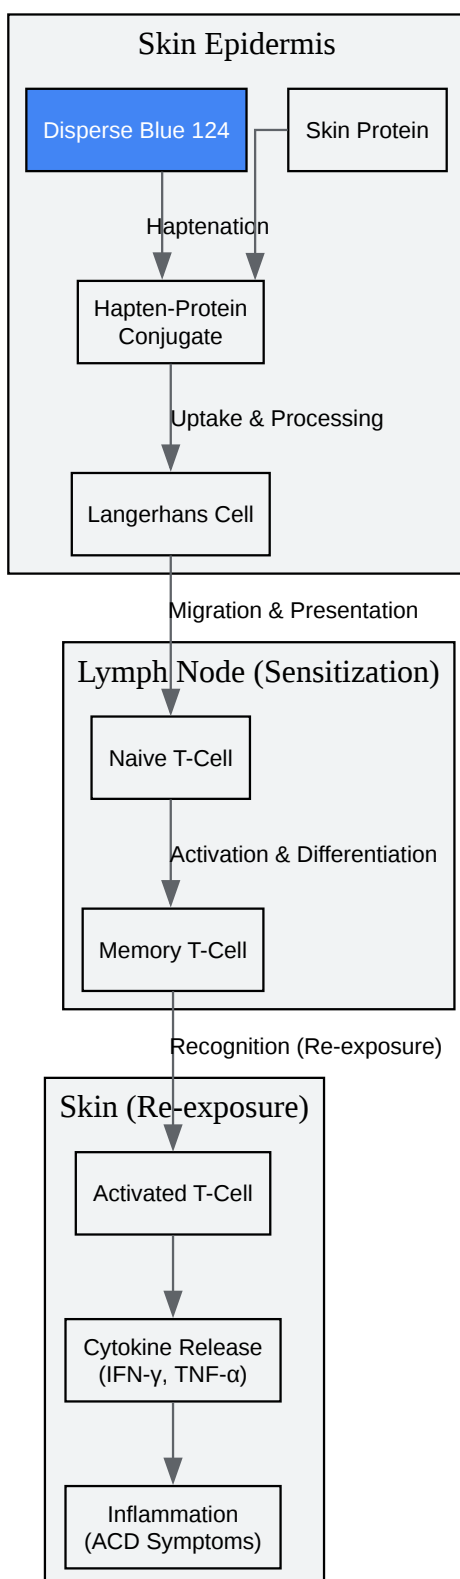 Skin Epidermis
Disperse Blue 124
Skin Protein
Haptenation
Hapten-Protein
Conjugate
Uptake & Processing
Langerhans Cell
Migration & Presentation
Lymph Node (Sensitization)
Naive T-Cell
Activation & Differentiation
Memory T-Cell
Recognition (Re-exposure)
Skin (Re-exposure)
Activated T-Cell
Cytokine Release
(IFN-γ, TNF-α)
Inflammation
(ACD Symptoms)